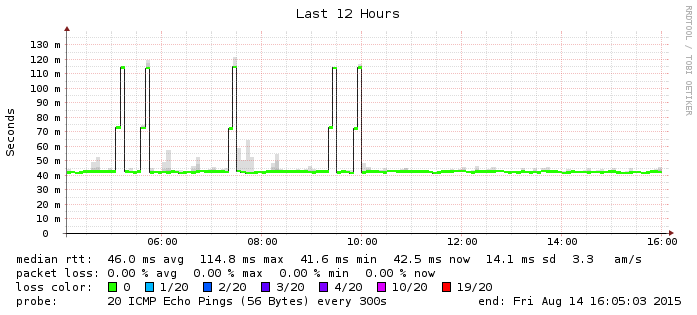 Last 12 Hours
RRDTOOL / TOBI OETIKER
Seconds
130 m
120 m
110 m
100 m
90 m
80 m
70 m
60 m
50 m
40 m
30 m
20 m
10 m
0
06:00 08:00 10:00 12:00 14:00 16:00
median rtt: 46.0 ms avg 114.8 ms max 41.6 ms min 42.5 ms now 14.1 ms sd 3.3 am/s
packet loss: 0.00 % avg 0.00 % max 0.00 % min 0.00 % now
loss color: 0 1/20 2/20 3/20 4/20 10/20 19/20
probe: 20 ICMP Echo Pings (56 Bytes) every 300s end: Fri Aug 14 16:05:03 2015